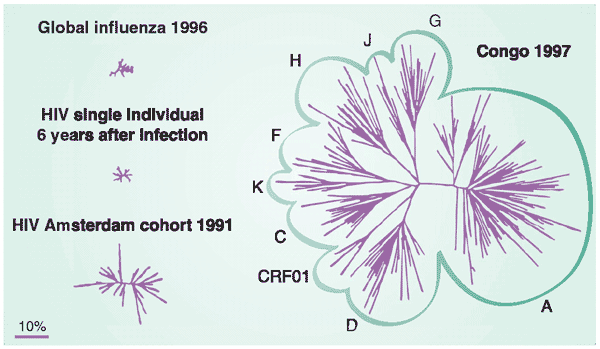 Global influenza 1996
HIV single individual
6 years after infection
HIV Amsterdam cohort 1991
10%
Congo 1997
G
J
H
F
K
C
CRF01
D
A